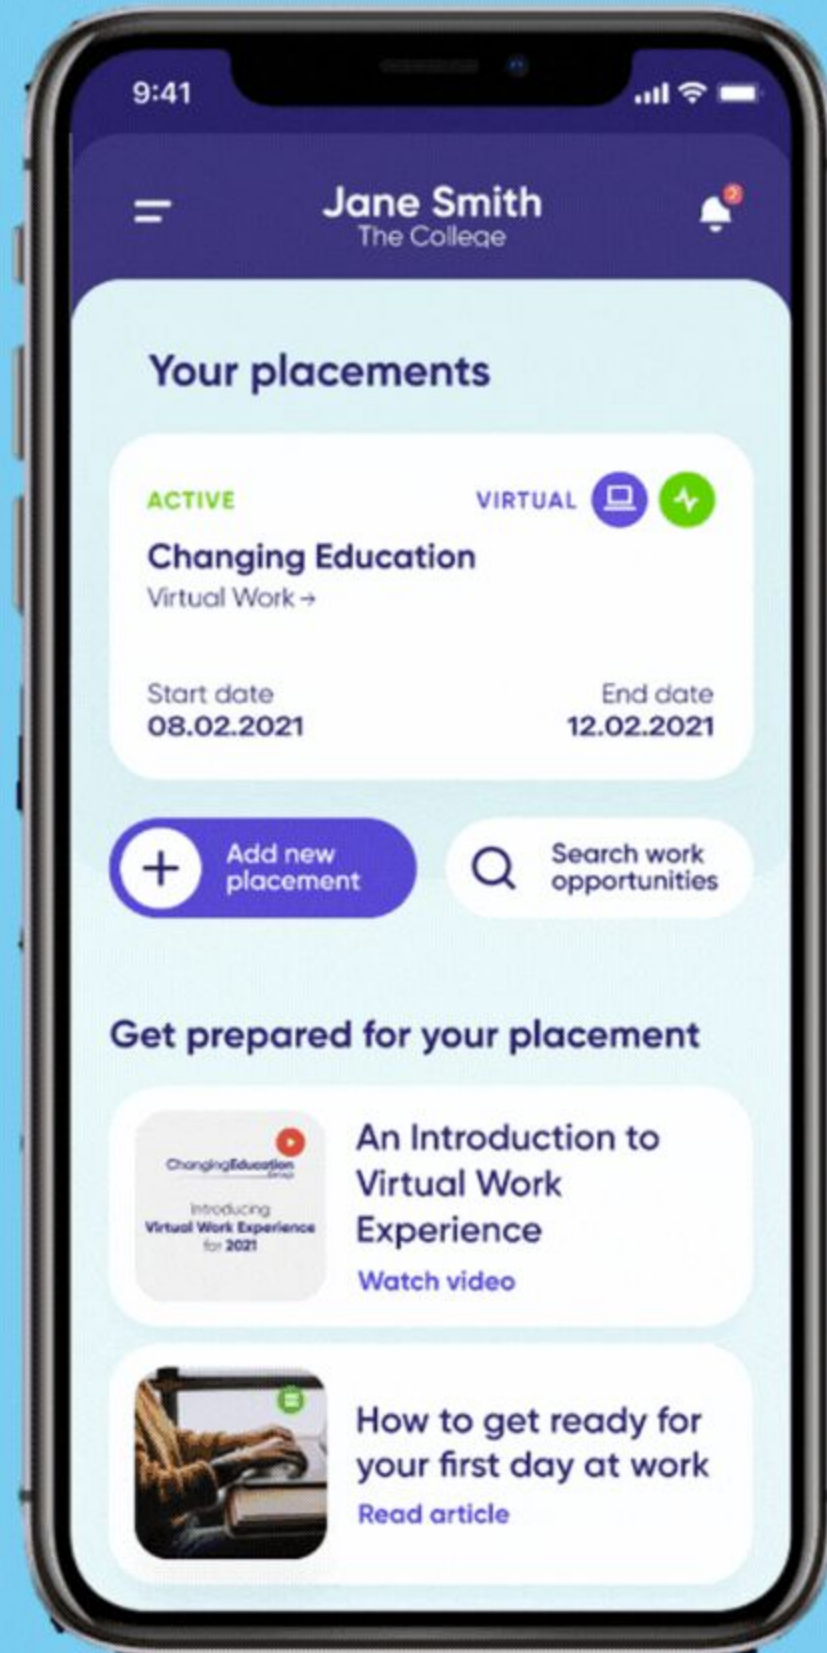 9:41
Jane Smith
The College
Your placements
ACTIVE
VIRTUAL
Changing Education
Virtual Work→
Start date
End date
08.02.2021
12.02.2021
Add new
placement
Search work
opportunities
Get prepared for your placement
ChangingEducation
Introducing
Virtual Work Experience
for 2021
An Introduction to
Virtual Work
Experience
Watch video
How to get ready for
your first day at work
Read article